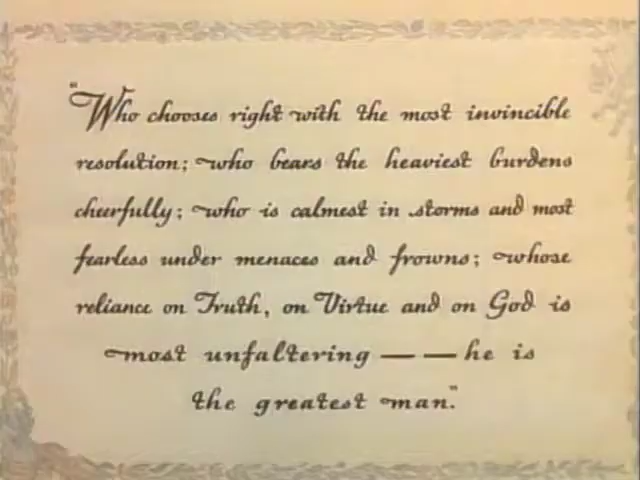 "Who chooses right with the most invincible
resolution; who bears the heaviest burdens
cheerfully; who is calmest in storms and most
fearless under menaces and frowns; whose
reliance on Truth, on Virtue and on God is
most unfaltering — — he is
the greatest man."